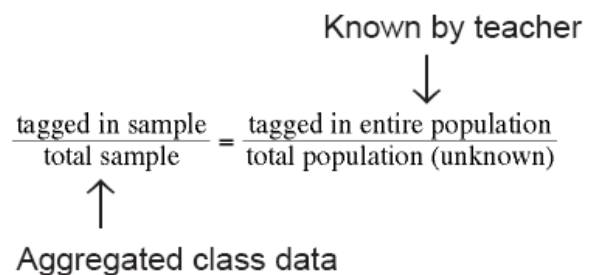 Known by teacher
tagged in sample = tagged in entire population
total sample total population (unknown)
Aggregated class data